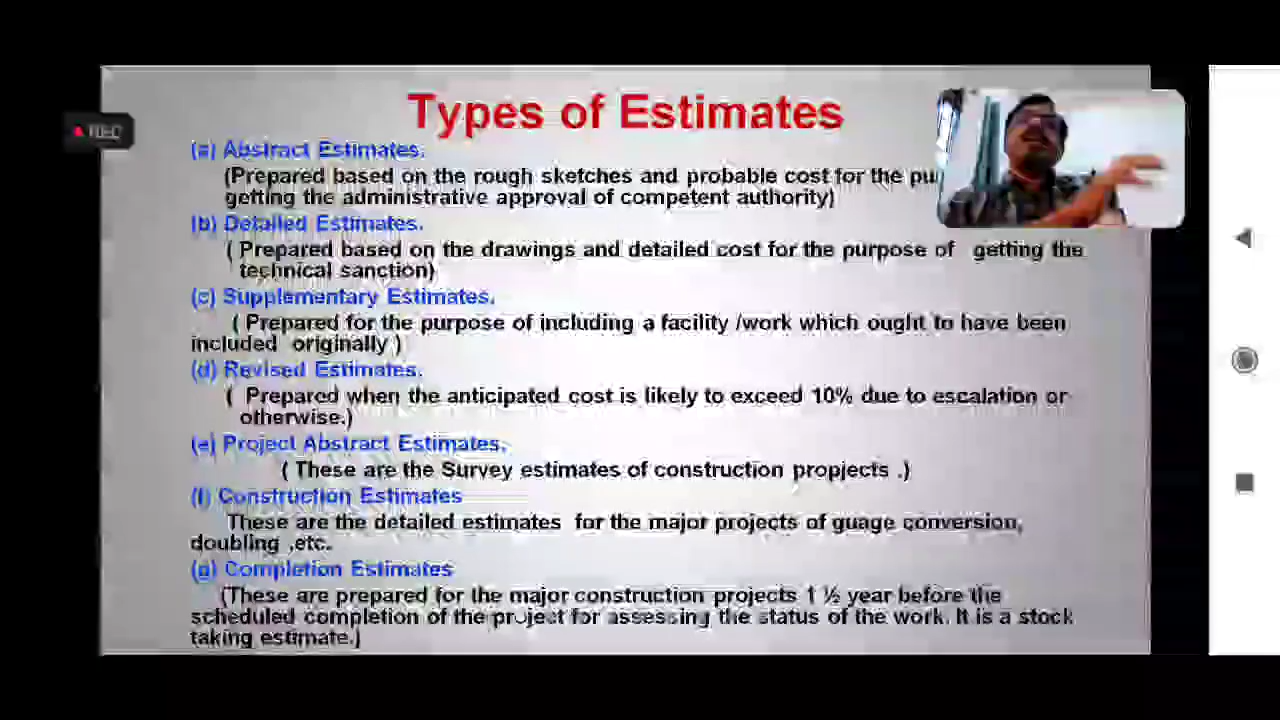 Types of Estimates
REC
(a) Abstract Estimates.
(Prepared based on the rough sketches and probable cost for the
getting the administrative approval of competent authority)
(b) Detailed Estimates.
( Prepared based on the drawings and detailed cost for the purpose of getting the
technical sanction)
(c) Supplementary Estimates.
( Prepared for the purpose of including a facility /work which ought to have been
included originally )
(d) Revised Estimates.
( Prepared when the anticipated cost is likely to exceed 10% due to escalation or
otherwise.)
(e) Project Abstract Estimates.
( These are the Survey estimates of construction propjects .)
(f) Construction Estimates
These are the detailed estimates for the major projects of guage conversion,
doubling ,etc.
(g) Completion Estimates
(These are prepared for the major construction projects 1 ½ year before the
scheduled completion of the project for assessing the status of the work. It is a stock
taking estimate.)